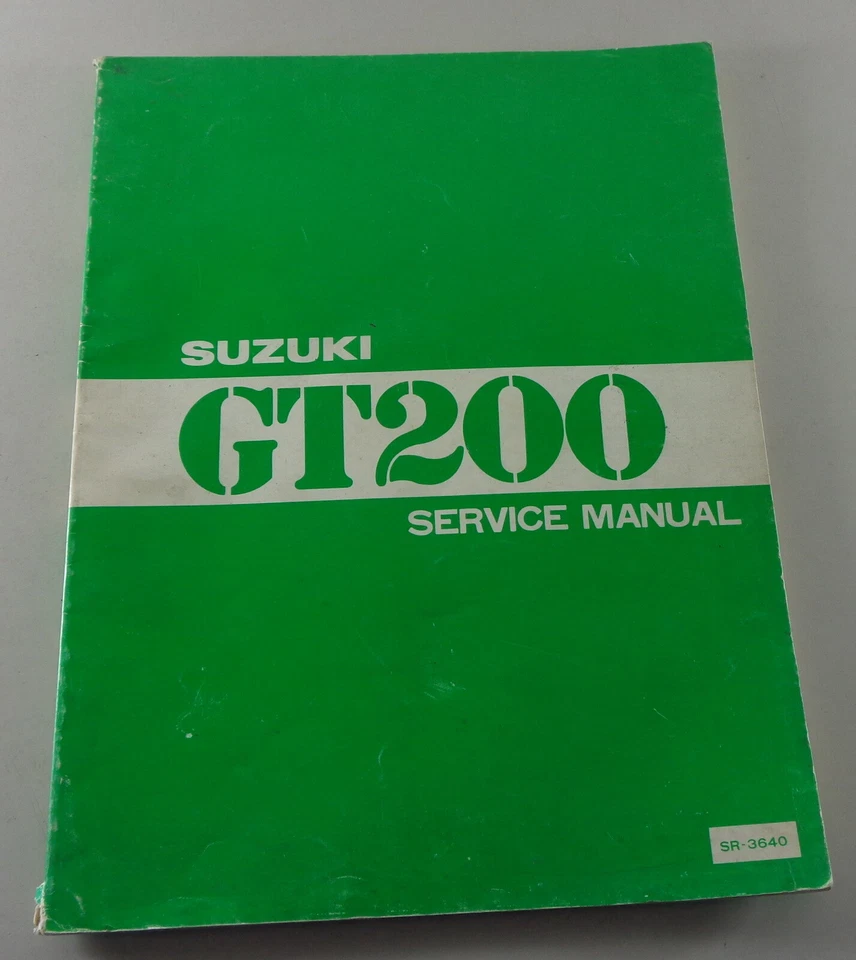 SUZUKI
GT200
SERVICE MANUAL
SR-3640